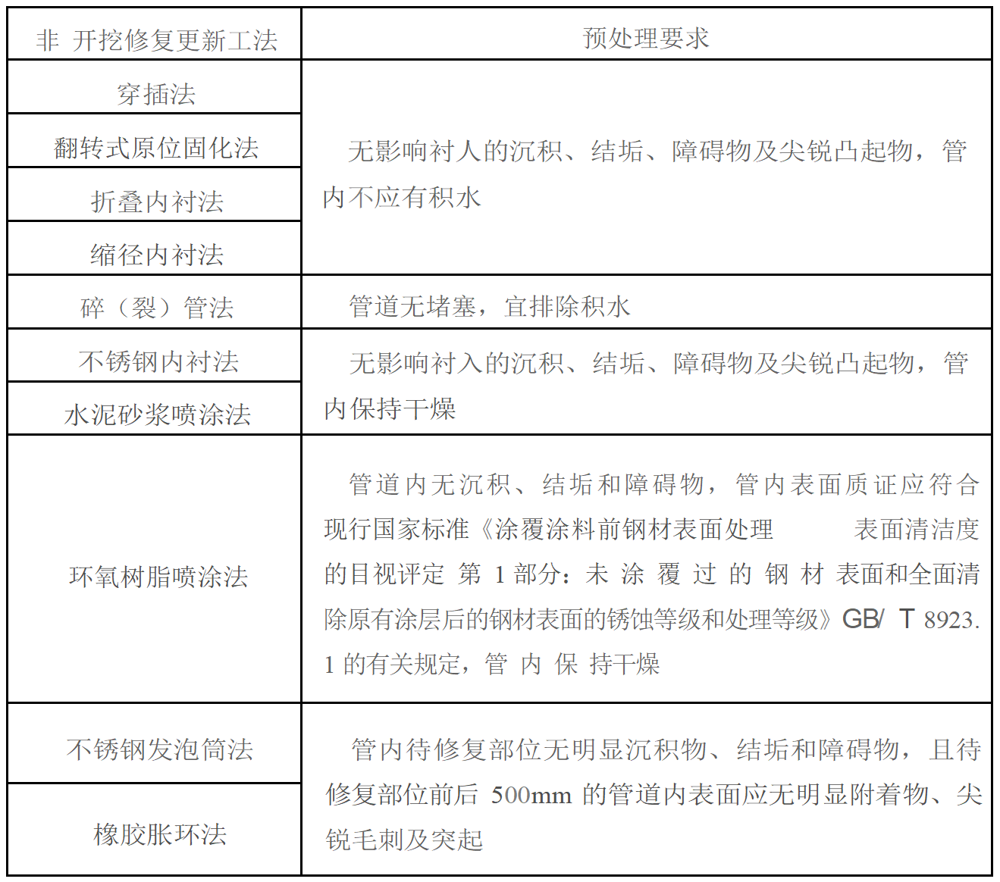 非 开挖修复更新工法
预处理要求
穿插法
翻转式原位固化法
折叠内衬法
缩径内衬法
无影响衬人的沉积、结垢、障碍物及尖锐凸起物，管
内不应有积水
碎（裂）管法
管道无堵塞，宜排除积水
不锈钢内衬法
水泥砂浆喷涂法
无影响衬入的沉积、结垢、障碍物及尖锐凸起物，管
内保持干燥
环氧树脂喷涂法
管道内无沉积、结垢和障碍物，管内表面质证应符合
现行国家标准《涂覆涂料前钢材表面处理 表面清洁度
的目视评定 第 1 部分：未 涂 覆 过 的 钢 材 表面和全面清
除原有涂层后的钢材表面的锈蚀等级和处理等级》GB/ T 8923.
1 的有关规定，管 内 保 持干燥
不锈钢发泡筒法
橡胶胀环法
管内待修复部位无明显沉积物、结垢和障碍物，且待
修复部位前后 500mm 的管道内表面应无明显附着物、尖
锐毛刺及突起